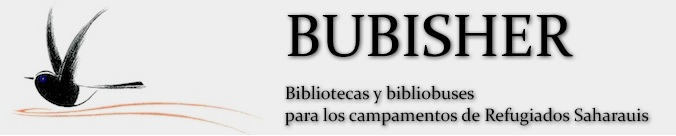 BUBISHER
Bibliotecas y bibliobuses
para los campamentos de Refugiados Saharauis